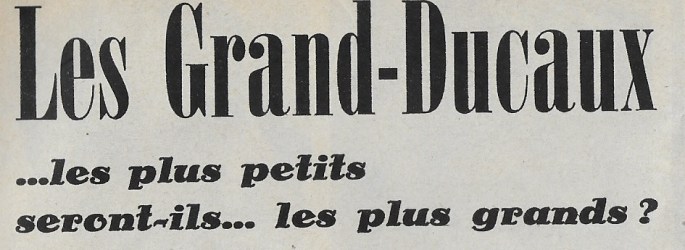 Les Grand-Ducaux
...les plus petits
seront-ils... les plus grands ?